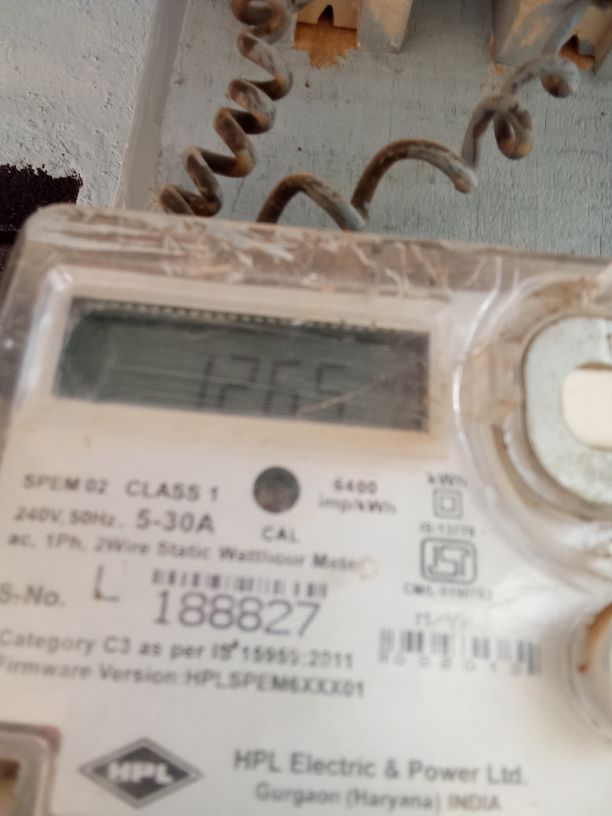 1265
SPEM 02 CLASS 1
6400
imp/kWh
kWh
240V, 50Hz. 5-30A
CAL
ac, 1Ph, 2Wire Static Watthour Meter
S-No. L 188827
M/Yr
Category C3 as per IS 15959:2011
Firmware Version:HPLSPEM6XXX01
HPL
HPL Electric & Power Ltd.
Gurgaon (Haryana) INDIA